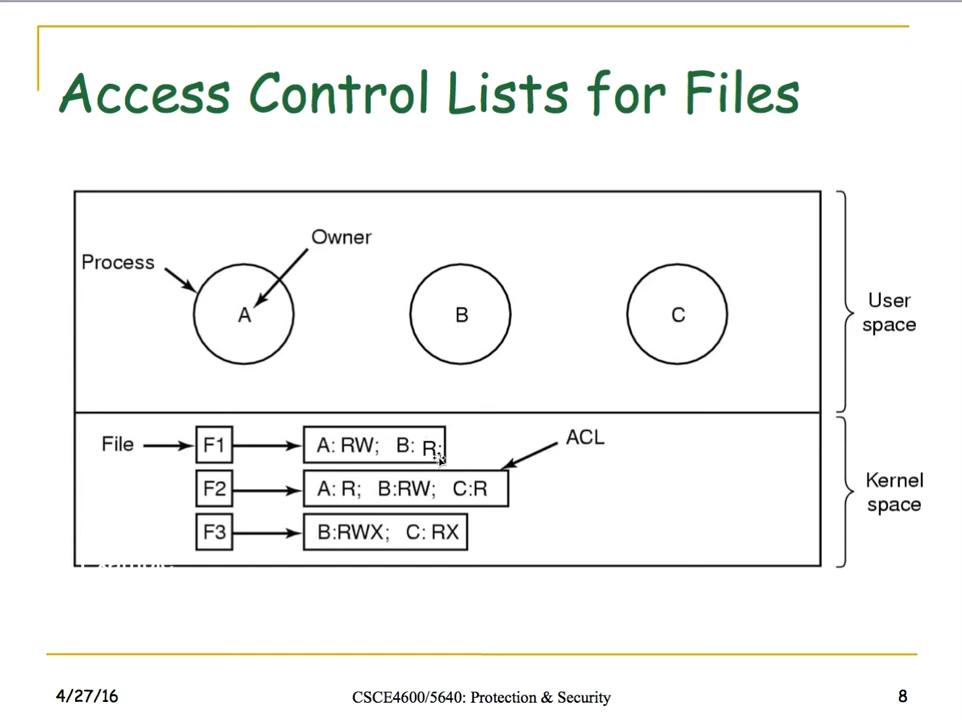 Access Control Lists for Files
Owner
Process
A
B
C
User
space
File
F1
A: RW; B: R;
ACL
F2
A: R; B:RW; C:R
Kernel
space
F3
B:RWX; C: RX
4/27/16
CSCE4600/5640: Protection & Security
8